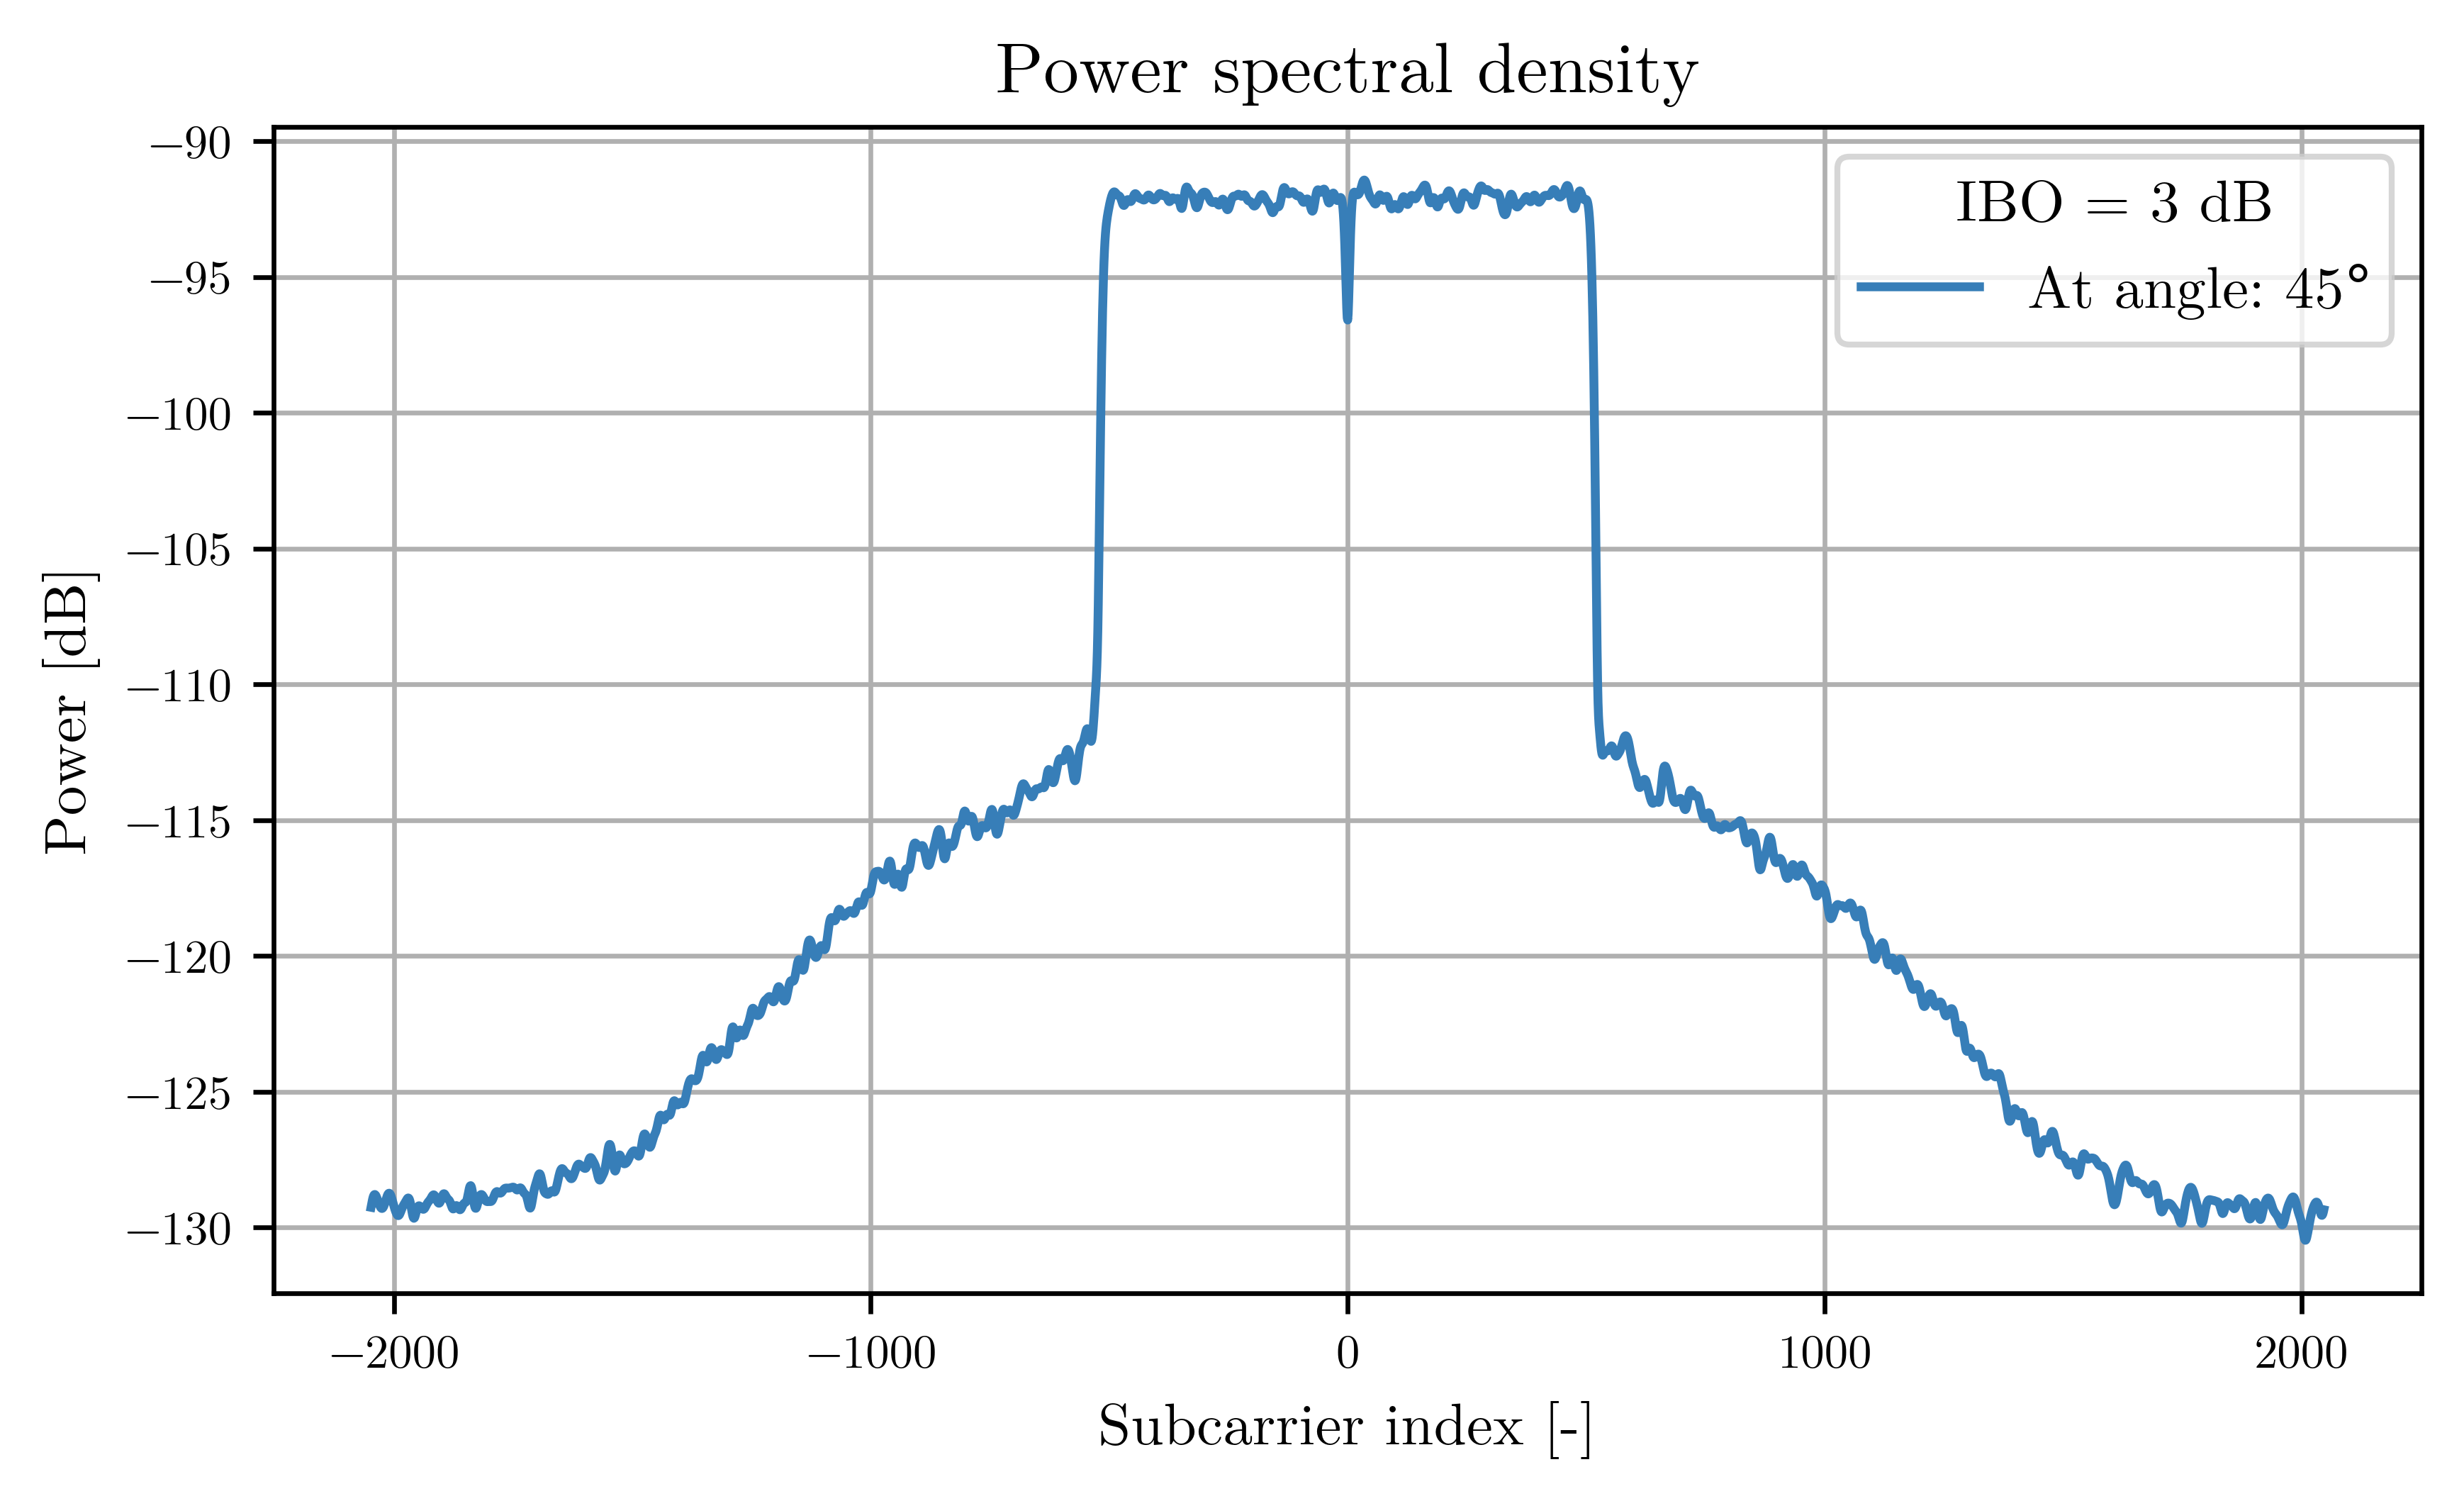 Power spectral density
−90
−95
−100
−105
−110
−115
−120
−125
−130
Power [dB]
IBO = 3 dB
At angle: 45°
−2000 −1000 0 1000 2000
Subcarrier index [-]